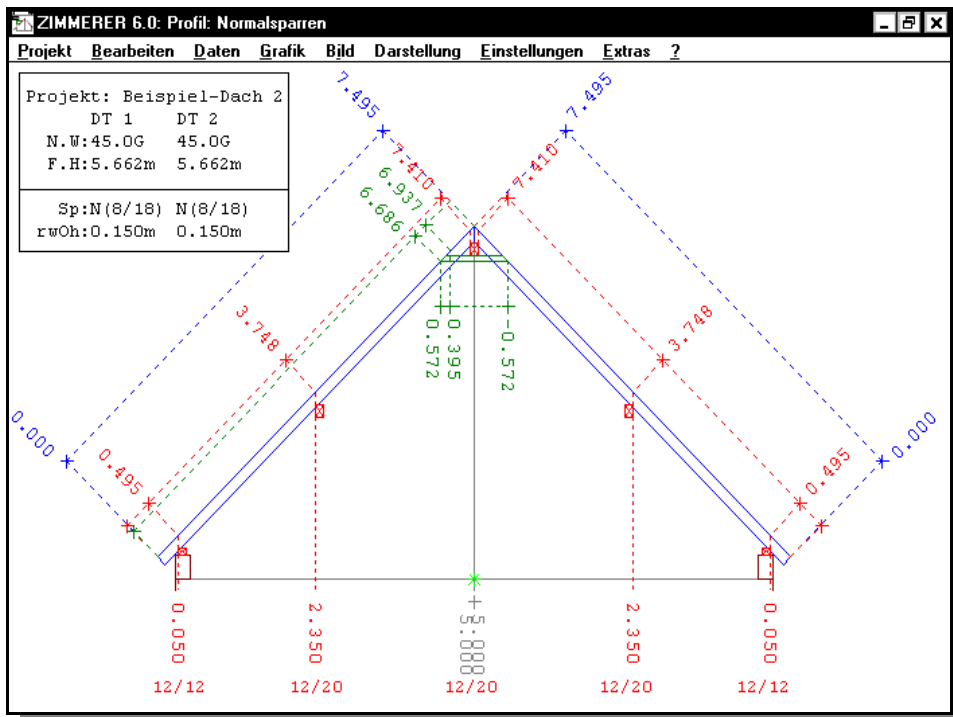 ZIMMERER 6.0: Profil: Normalsparren
Projekt Bearbeiten Daten Grafik Bild Darstellung Einstellungen Extras ?
Projekt: Beispiel-Dach 2
DT 1 DT 2
N.W:45.0G 45.0G
F.H:5.662m 5.662m
Sp:N(8/18) N(8/18)
rwOh:0.150m 0.150m
7.495
7.495
7.410
7.410
6.937
6.686
3.748
3.748
0.572
0.395
-0.572
0.000
0.000
0.495
0.495
0.050
2.350
5.000
5.000
2.350
0.050
12/12 12/20 12/20 12/20 12/12